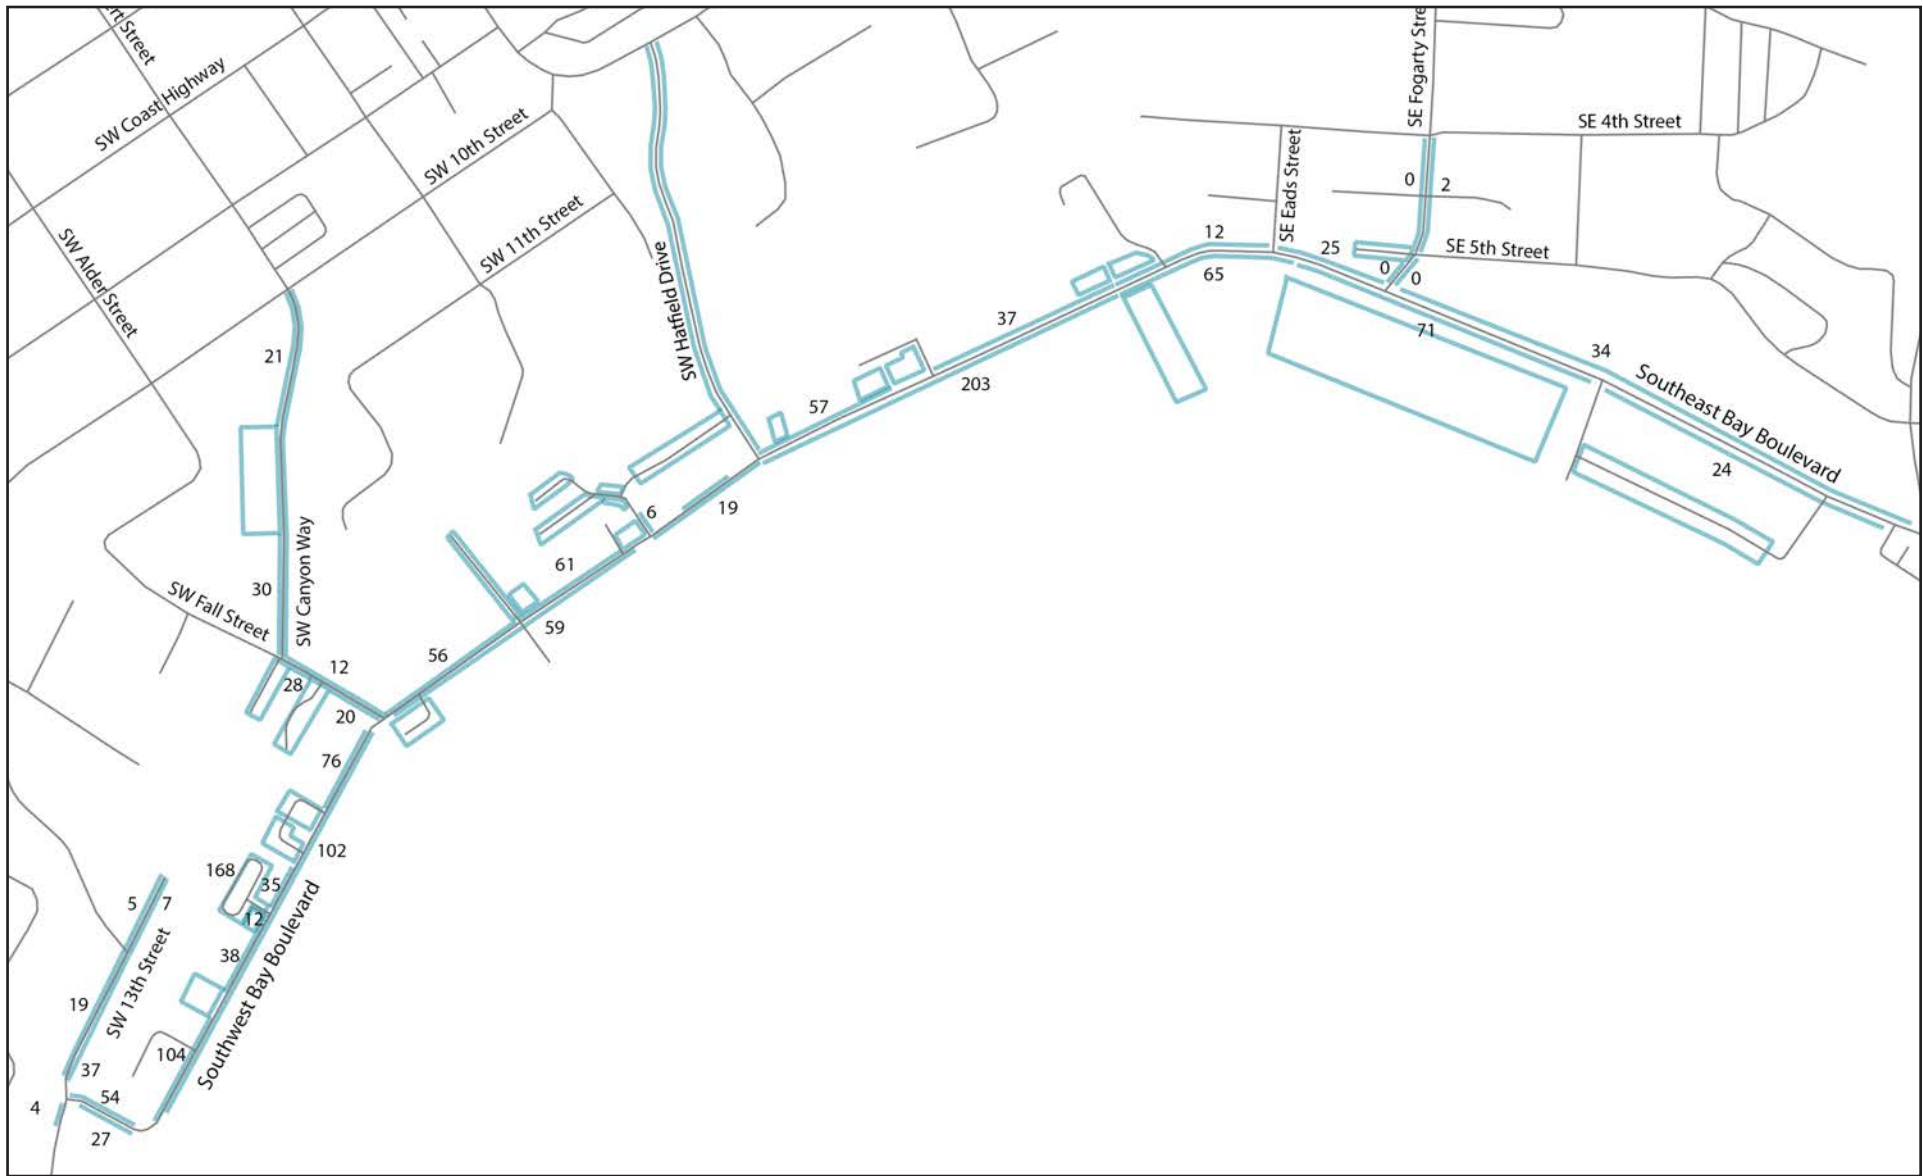 ert Street
SW Coast Highway
SW 10th Street
SW 11th Street
SW Alder Street
SW Hatfield Drive
SE Fogarty Stre
SE 4th Street
SE Eads Street
SE 5th Street
0
2
12
25
0
0
65
71
34
37
203
57
Southeast Bay Boulevard
24
21
6
19
61
59
30
SW Canyon Way
SW Fall Street
12
28
20
56
76
102
168
35
12
38
Southwest Bay Boulevard
5
7
SW 13th Street
19
104
37
54
4
27